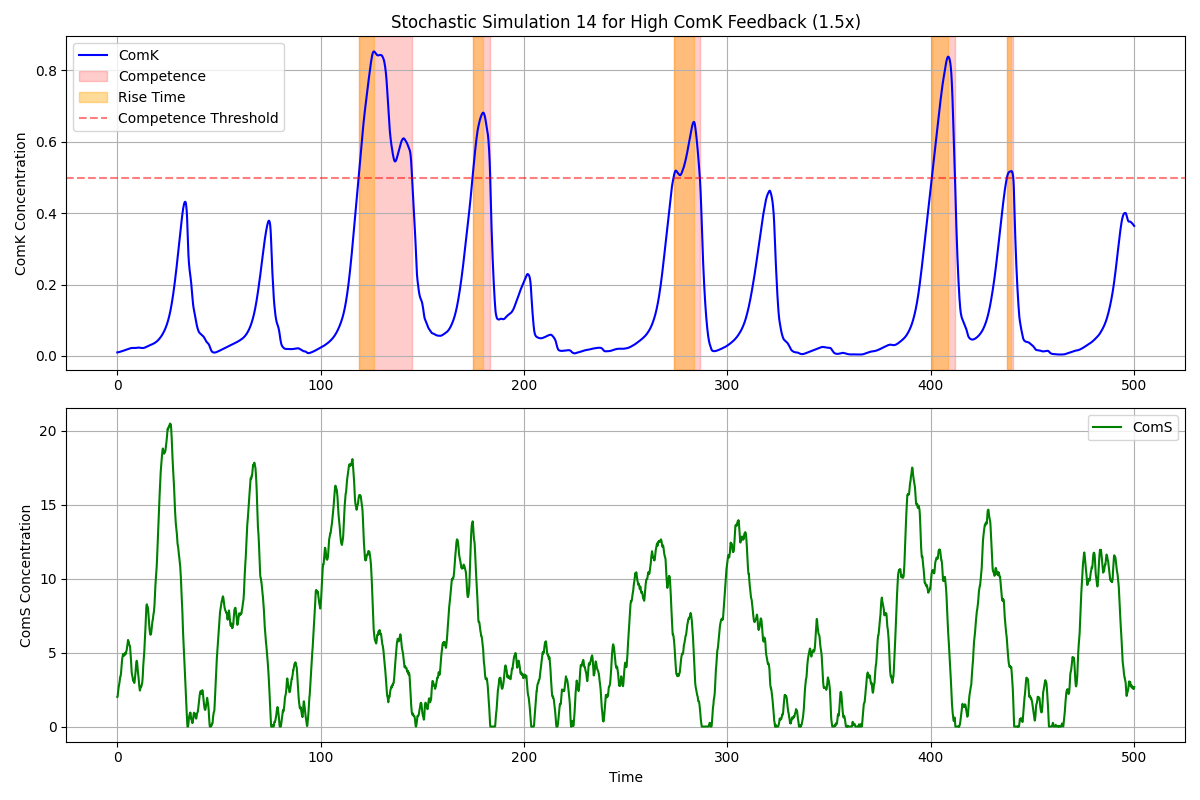 Stochastic Simulation 14 for High ComK Feedback (1.5x)
ComK
Competence
Rise Time
Competence Threshold
ComK Concentration
0.8
0.6
0.4
0.2
0.0
0 100 200 300 400 500
ComS
ComS Concentration
20
15
10
5
0
0 100 200 300 400 500
Time